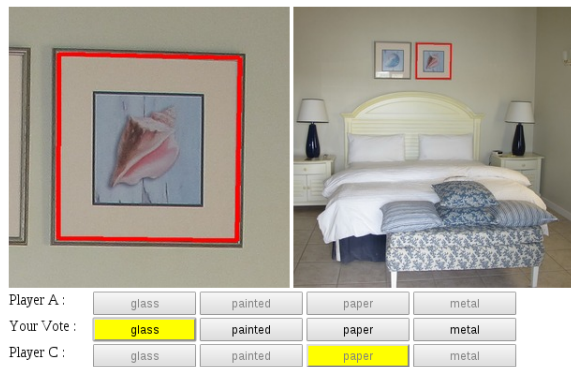 Player A : glass painted paper metal
Your Vote : glass painted paper metal
Player C : glass painted paper metal